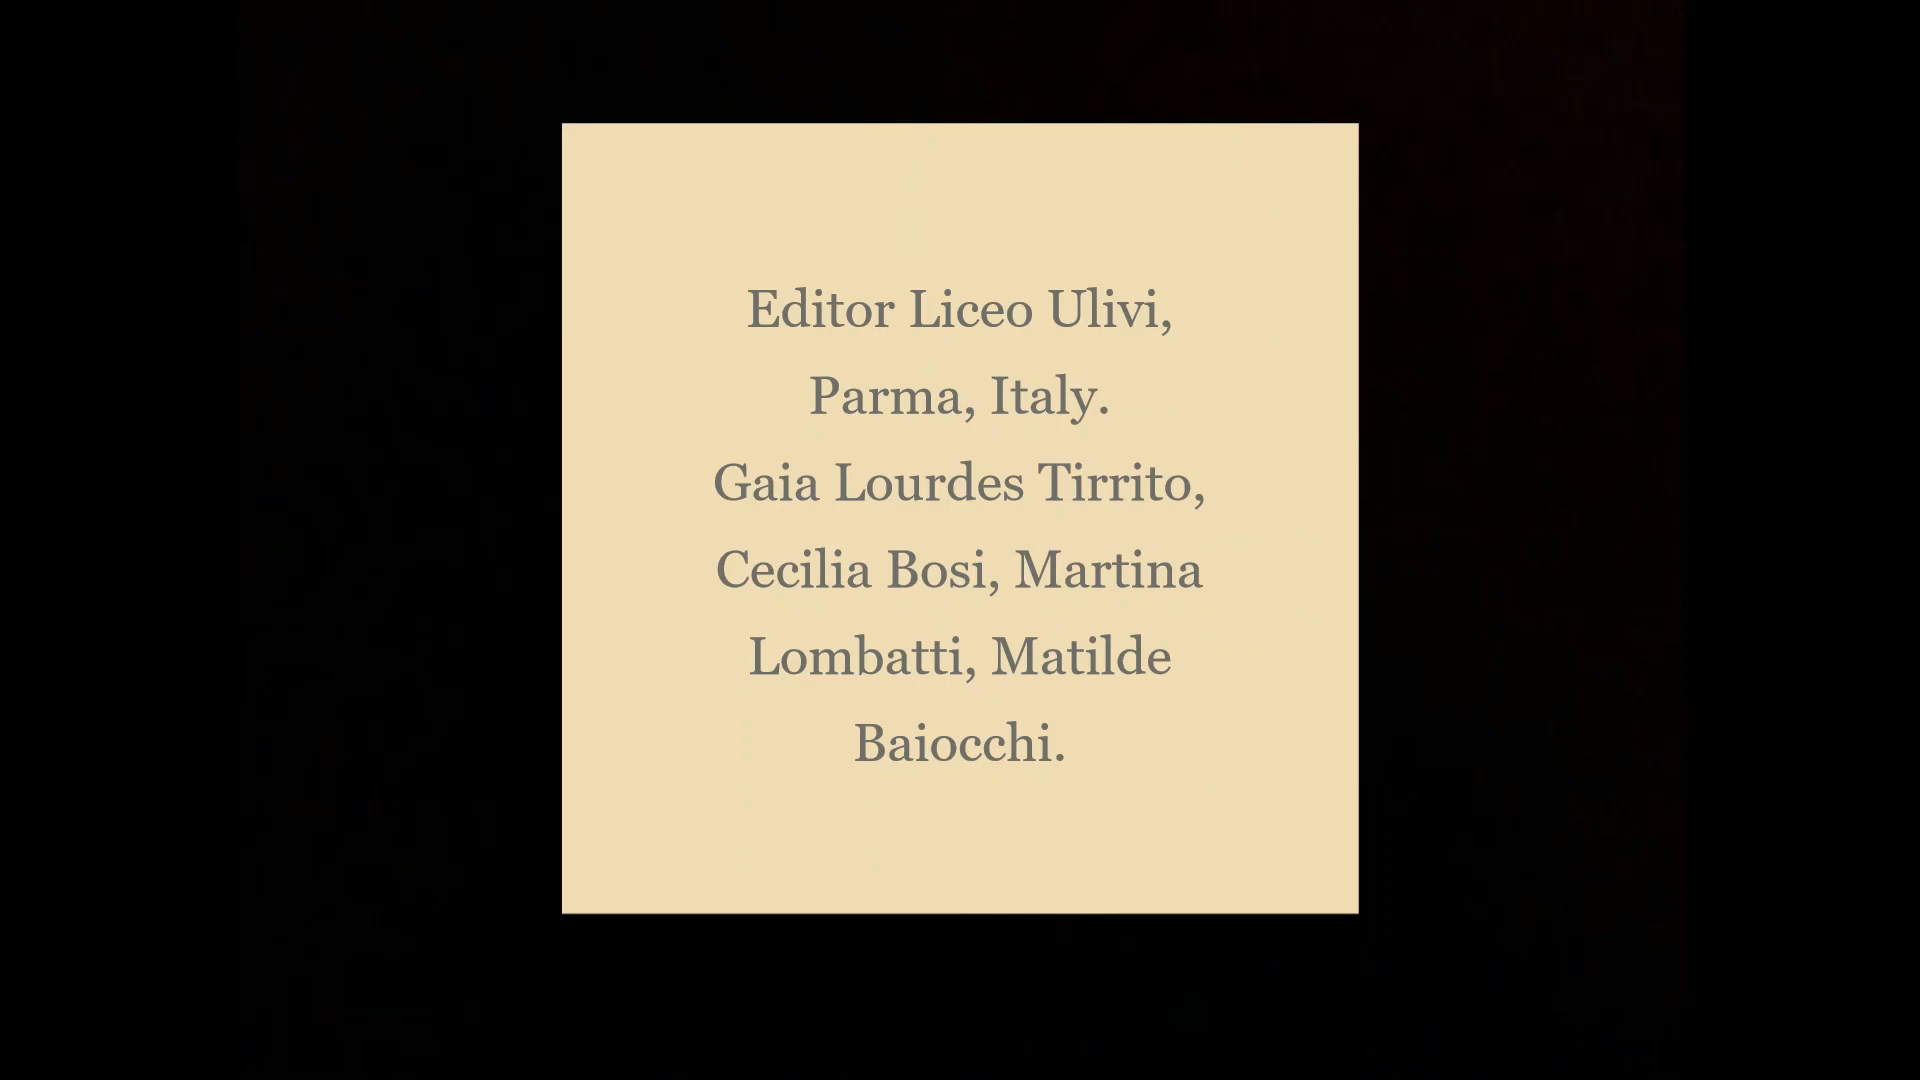 Editor Liceo Ulivi,
Parma, Italy.
Gaia Lourdes Tirrito,
Cecilia Bosi, Martina
Lombatti, Matilde
Baiocchi.